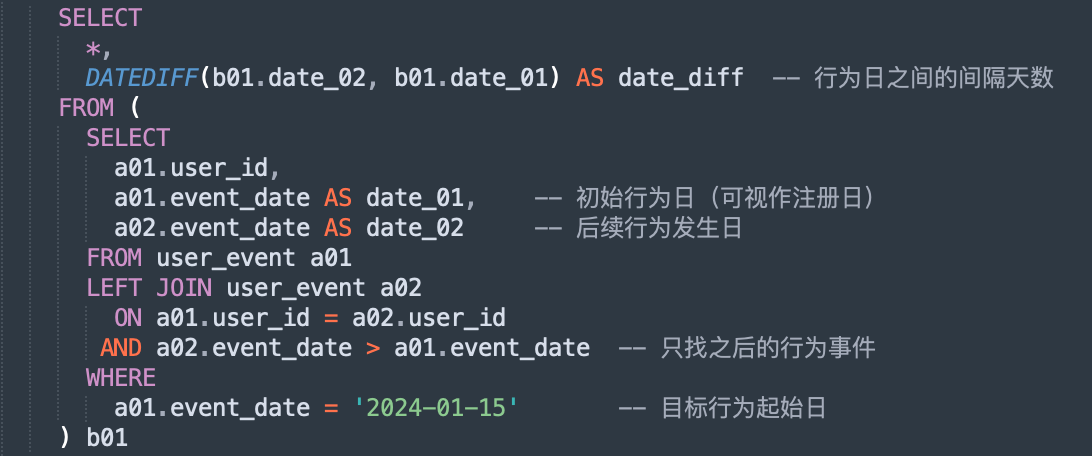 SELECT
*,
DATEDIFF(b01.date_02, b01.date_01) AS date_diff  -- 行为日之间的间隔天数
FROM (
SELECT
a01.user_id,
a01.event_date AS date_01,    -- 初始行为日（可视作注册日）
a02.event_date AS date_02     -- 后续行为发生日
FROM user_event a01
LEFT JOIN user_event a02
ON a01.user_id = a02.user_id
AND a02.event_date > a01.event_date  -- 只找之后的行为事件
WHERE
a01.event_date = '2024-01-15'       -- 目标行为起始日
) b01